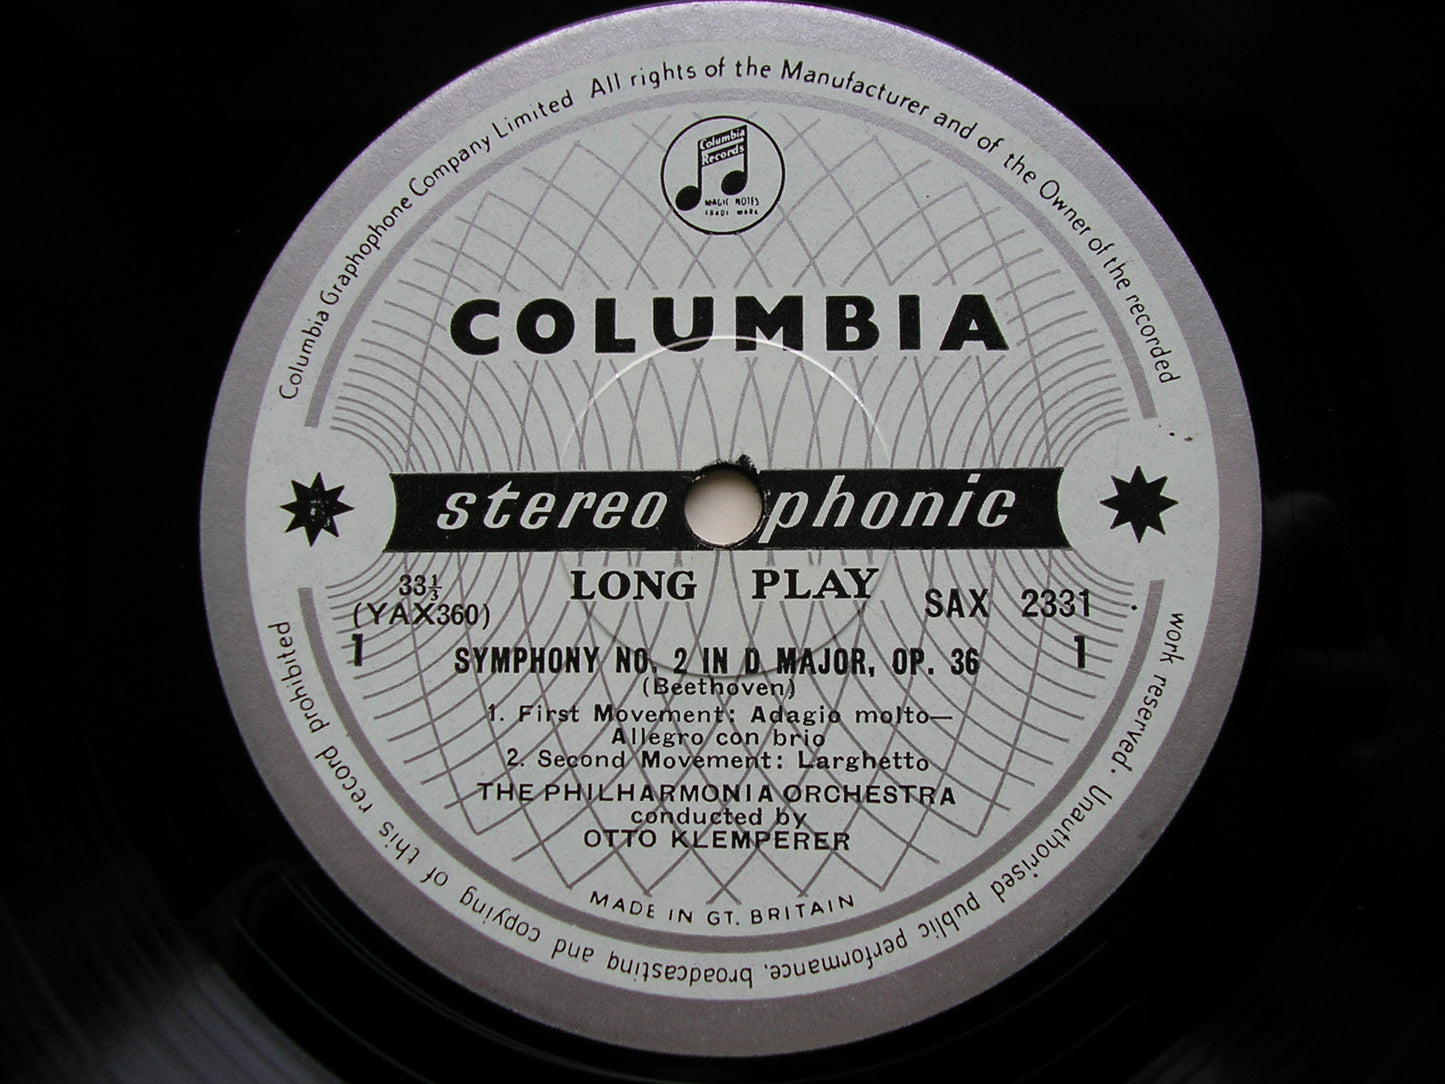 Columbia Graphophone Company Limited All rights of the Manufacturer and of the Owner of the recorded work reserved. Unauthorised public performance, broadcasting and copying of this record prohibited
Columbia
Records
MAGIC NOTES
TRADE MARK
COLUMBIA
stereo phonic
LONG PLAY
33⅓
(YAX360)
SAX 2331
1
1
SYMPHONY NO. 2 IN D MAJOR, OP. 36
(Beethoven)
1. First Movement: Adagio molto—
Allegro con brio
2. Second Movement: Larghetto
THE PHILHARMONIA ORCHESTRA
conducted by
OTTO KLEMPERER
MADE IN GT. BRITAIN